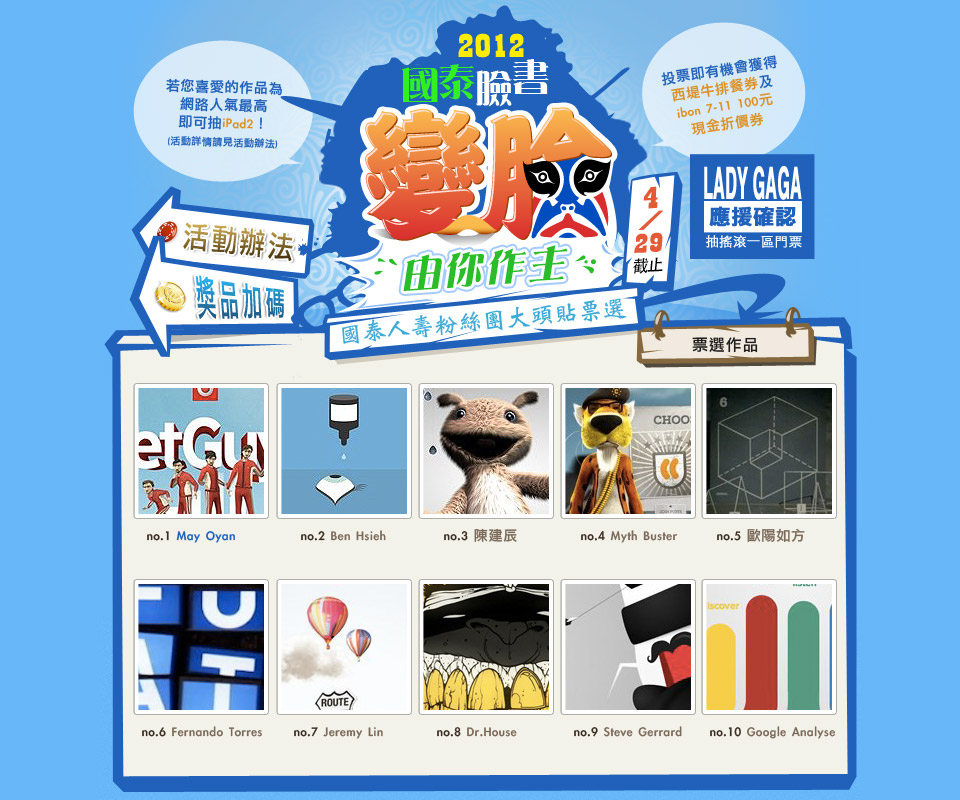 2012
國泰臉書
變臉
由你作主
國泰人壽粉絲團大頭貼票選
若您喜愛的作品為
網路人氣最高
即可抽iPad2！
(活動詳情請見活動辦法)
投票即有機會獲得
西堤牛排餐券及
ibon 7-11 100元
現金折價券
4/29
截止
LADY GAGA
應援確認
抽搖滾一區門票
活動辦法
獎品加碼
票選作品
etGu
CHOO
6
no.1 May Oyan
no.2 Ben Hsieh
no.3 陳建辰
no.4 Myth Buster
no.5 歐陽如方
U
T
A
ROUTE
iscover
listen
no.6 Fernando Torres
no.7 Jeremy Lin
no.8 Dr.House
no.9 Steve Gerrard
no.10 Google Analyse